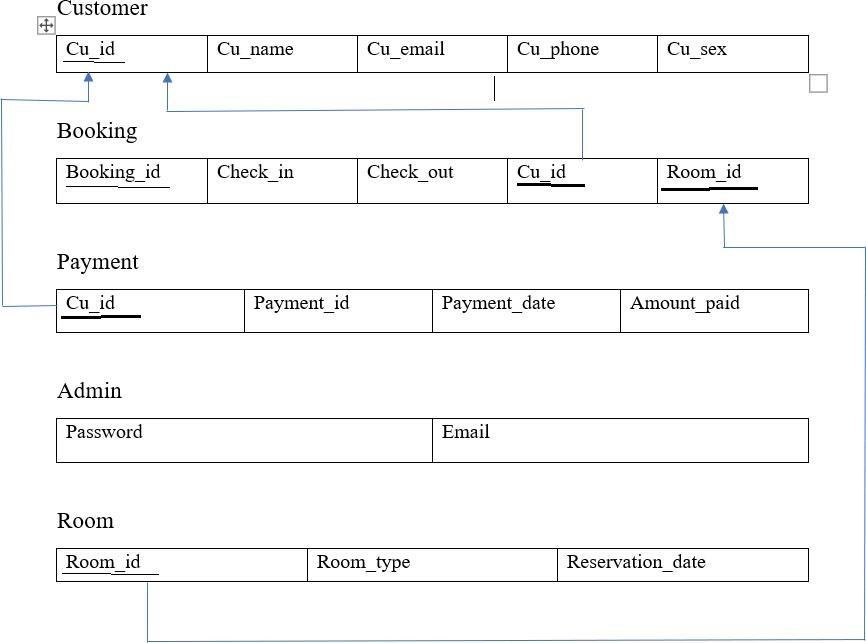 Customer
Cu_id Cu_name Cu_email Cu_phone Cu_sex
Booking
Booking_id Check_in Check_out Cu_id Room_id
Payment
Cu_id Payment_id Payment_date Amount_paid
Admin
Password Email
Room
Room_id Room_type Reservation_date